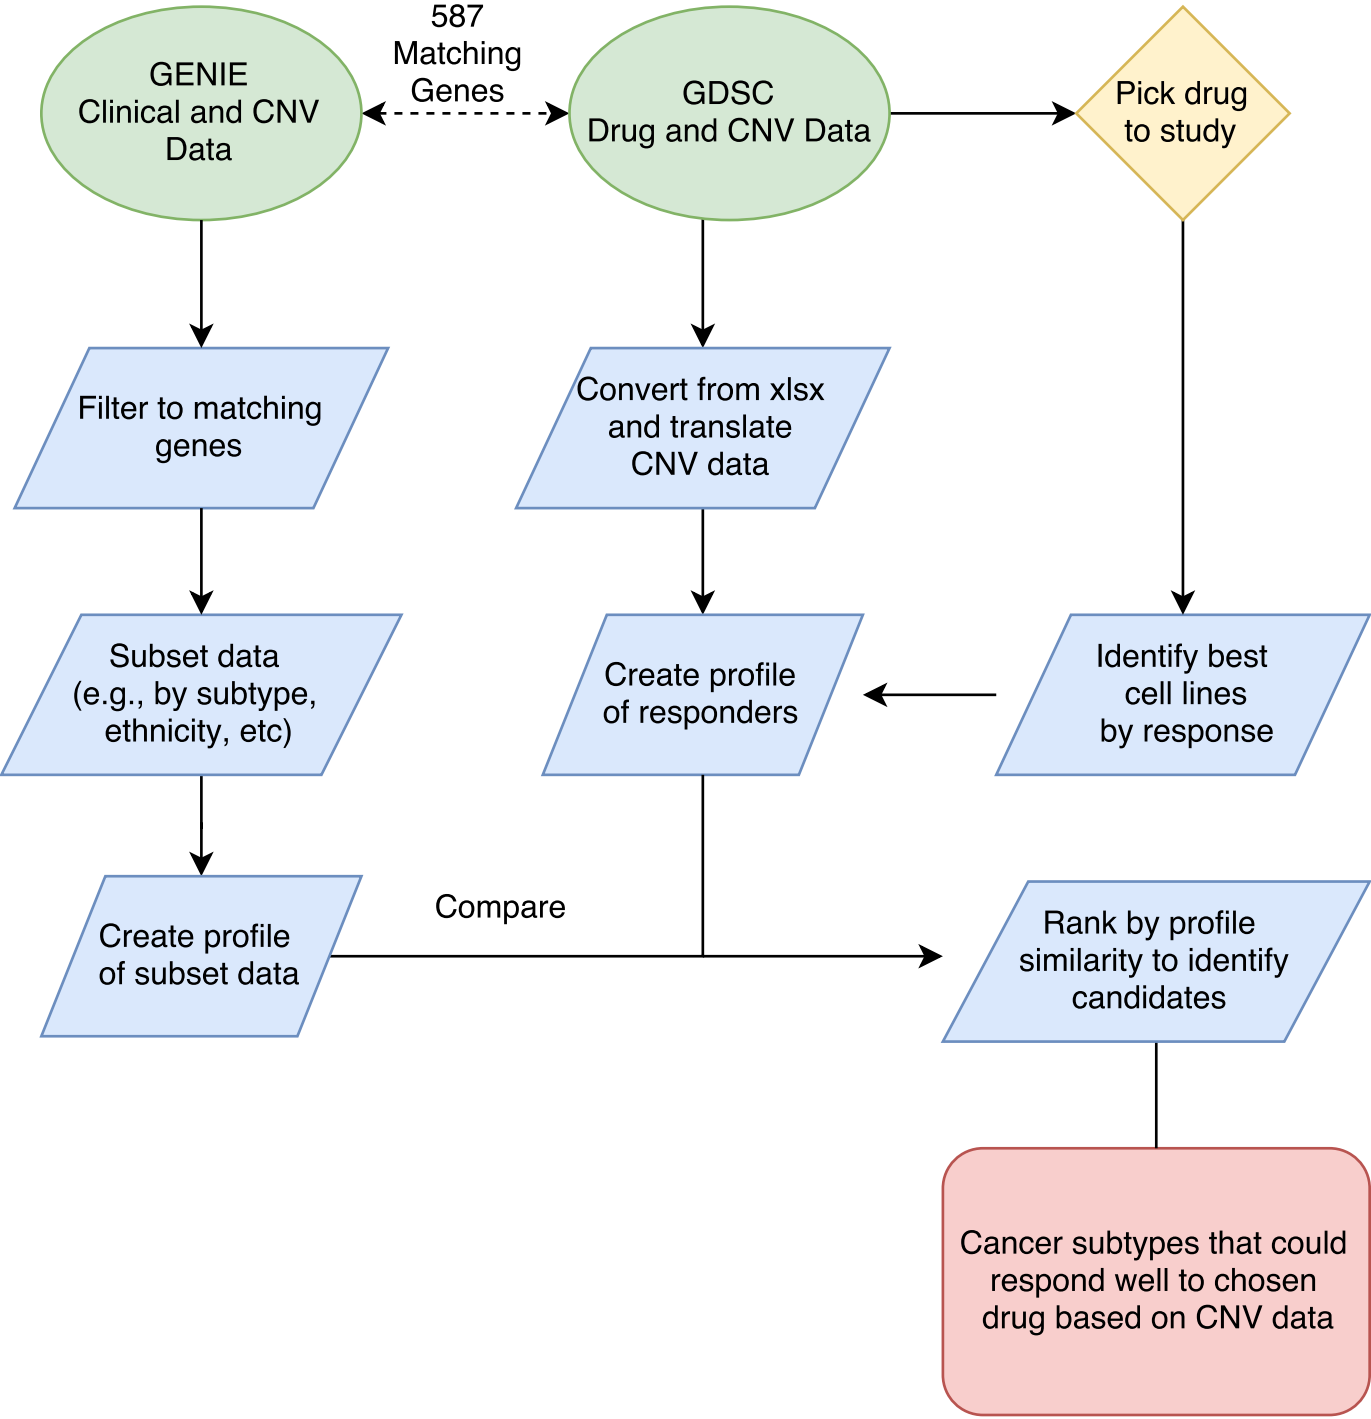 587
Matching
Genes
GENIE
Clinical and CNV
Data
GDSC
Drug and CNV Data
Pick drug
to study
Filter to matching
genes
Convert from xlsx
and translate
CNV data
Subset data
(e.g., by subtype,
ethnicity, etc)
Create profile
of responders
Identify best
cell lines
by response
Create profile
of subset data
Compare
Rank by profile
similarity to identify
candidates
Cancer subtypes that could
respond well to chosen
drug based on CNV data